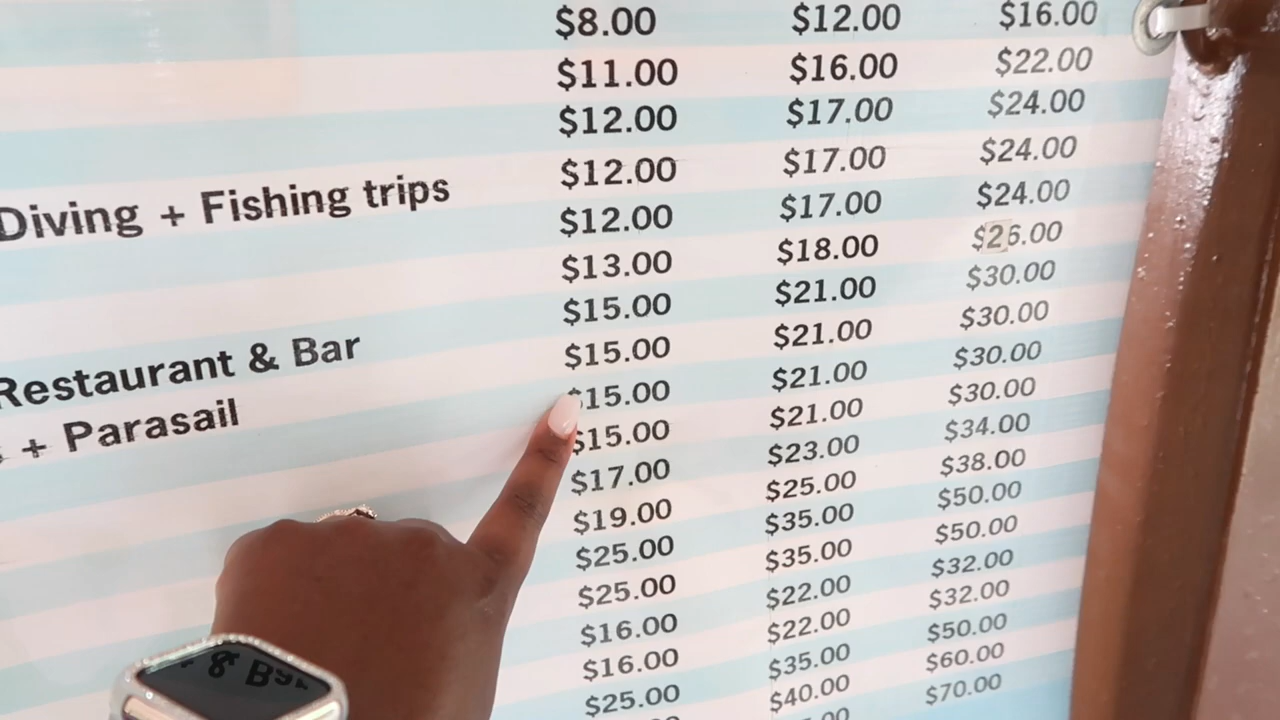 $8.00 $12.00 $16.00
$11.00 $16.00 $22.00
$12.00 $17.00 $24.00
Diving + Fishing trips $12.00 $17.00 $24.00
$12.00 $17.00 $24.00
$13.00 $18.00 $26.00
Restaurant & Bar $15.00 $21.00 $30.00
+ Parasail $15.00 $21.00 $30.00
$15.00 $21.00 $30.00
$15.00 $21.00 $30.00
$17.00 $23.00 $34.00
$19.00 $25.00 $38.00
$25.00 $35.00 $50.00
$25.00 $35.00 $50.00
$16.00 $22.00 $32.00
$16.00 $22.00 $32.00
$25.00 $35.00 $50.00
$40.00 $60.00
$70.00